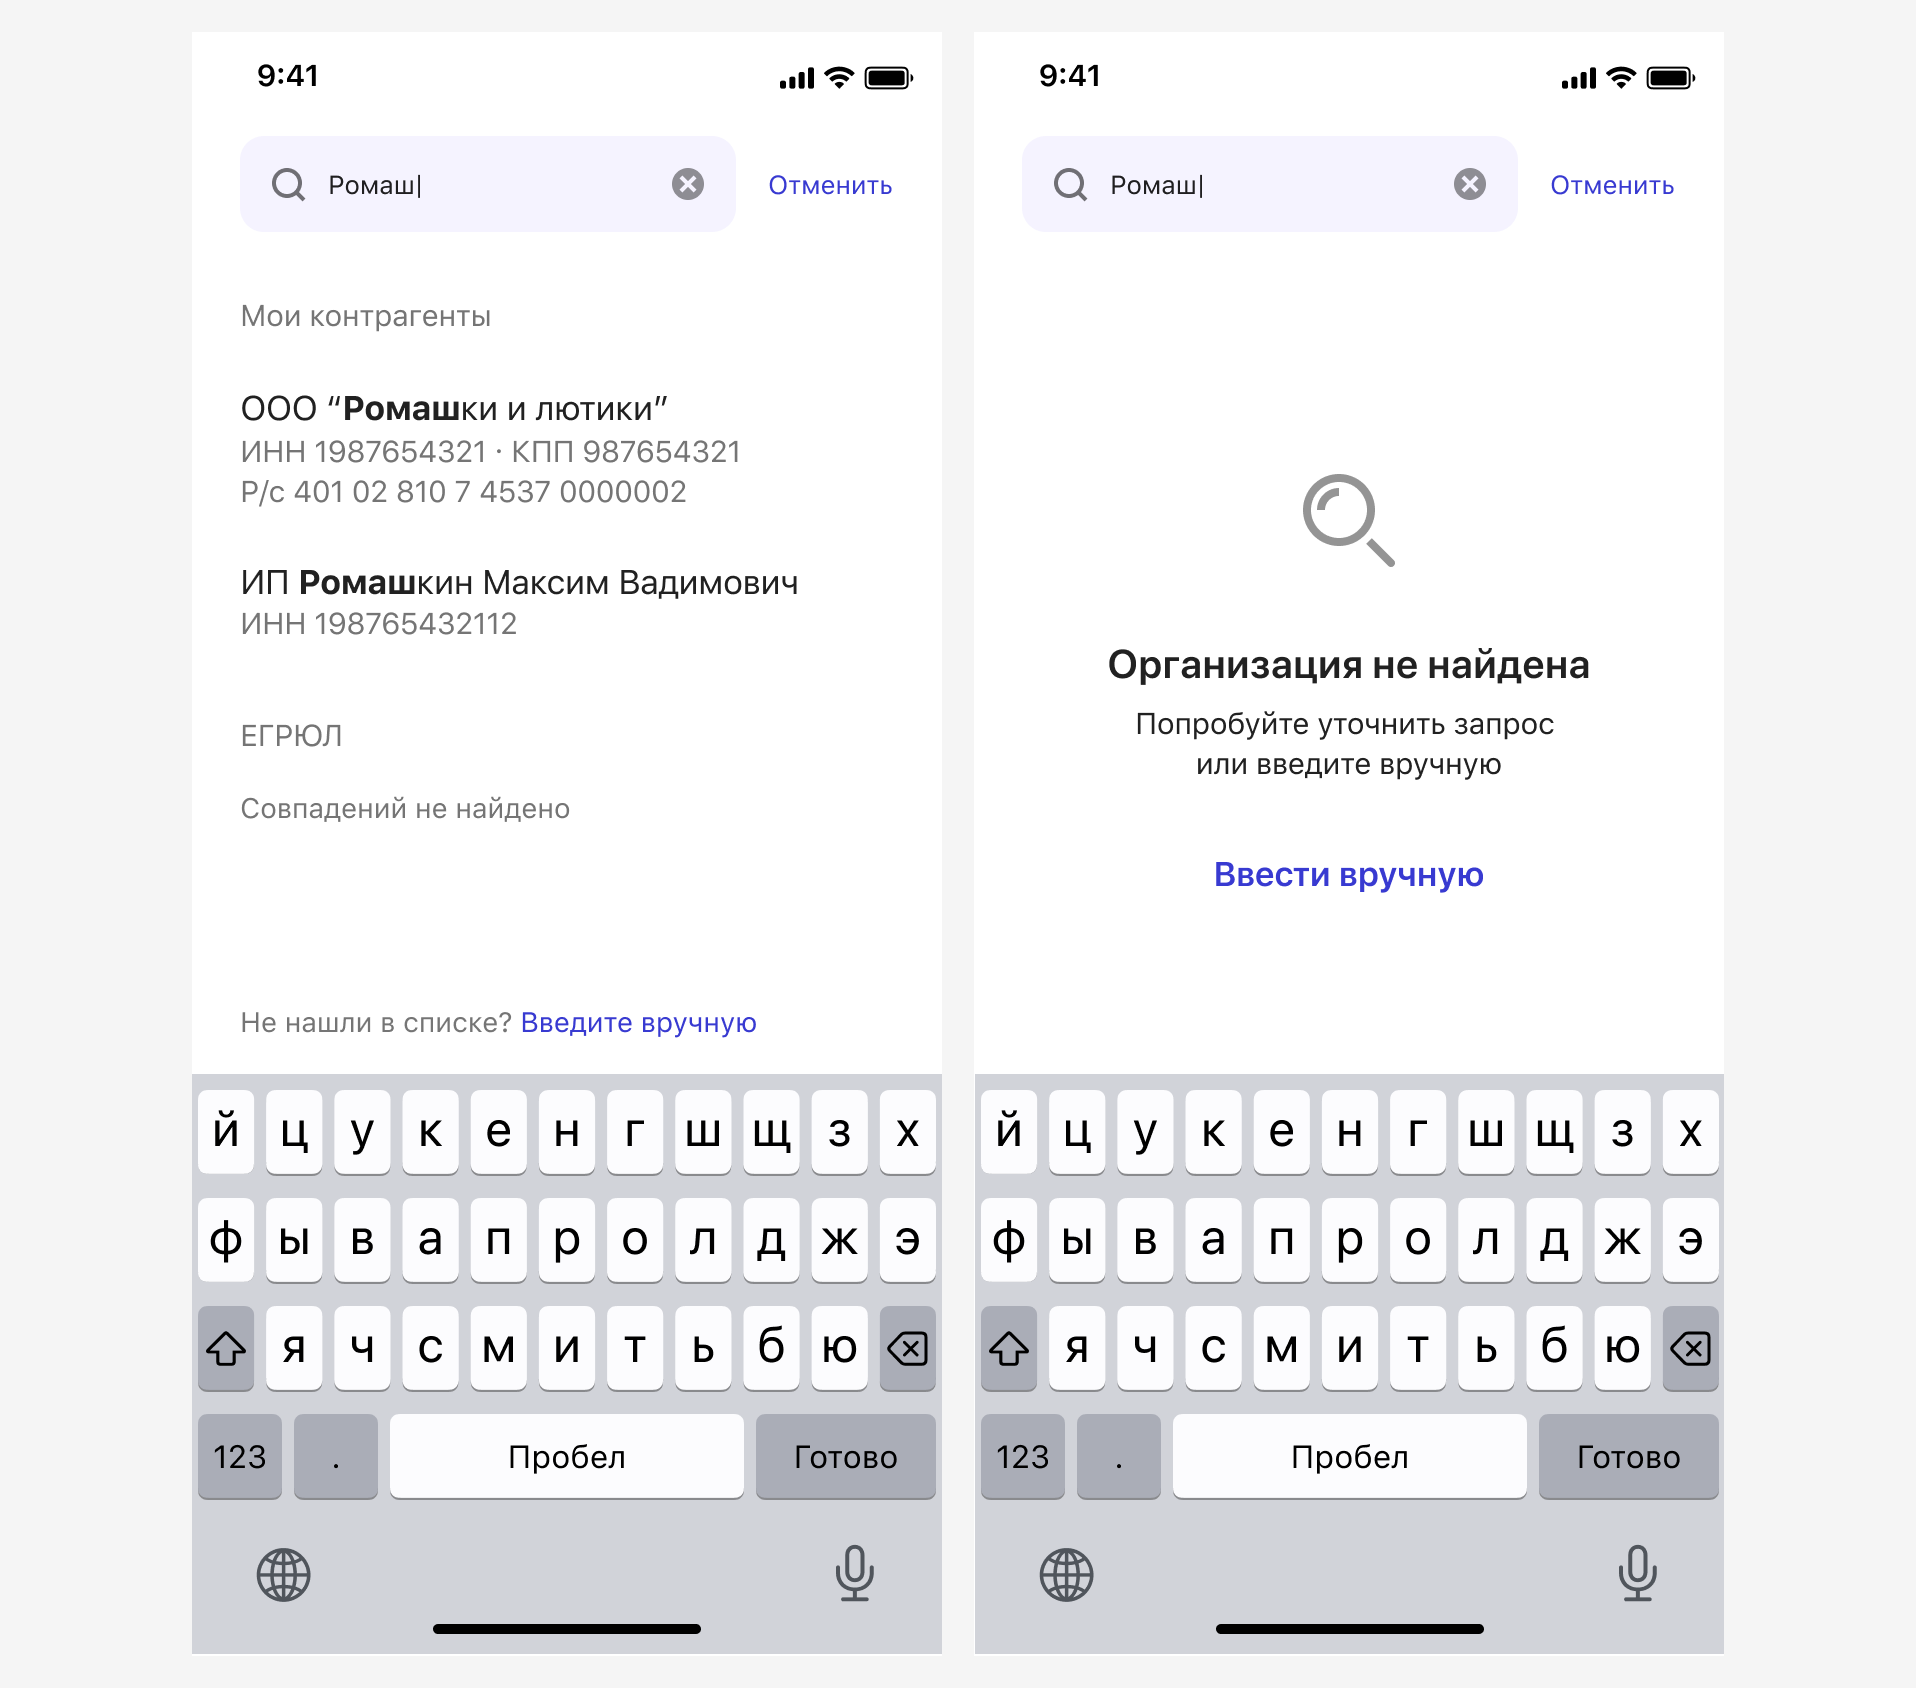 9:41
Ромаш
Отменить
Мои контрагенты
ООО “Ромашки и лютики”
ИНН 1987654321 · КПП 987654321
Р/с 401 02 810 7 4537 0000002
ИП Ромашкин Максим Вадимович
ИНН 198765432112
ЕГРЮЛ
Совпадений не найдено
Не нашли в списке? Введите вручную
й ц у к е н г ш щ з х
ф ы в а п р о л д ж э
я ч с м и т ь б ю
123 . Пробел Готово
9:41
Ромаш
Отменить
Организация не найдена
Попробуйте уточнить запрос
или введите вручную
Ввести вручную
й ц у к е н г ш щ з х
ф ы в а п р о л д ж э
я ч с м и т ь б ю
123 . Пробел Готово